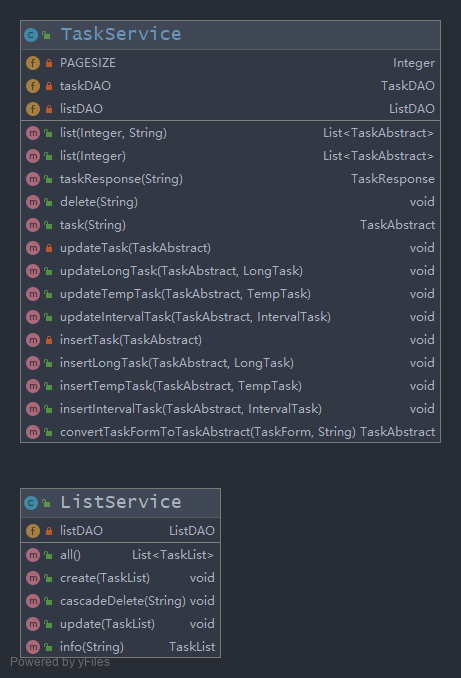 TaskService
PAGESIZE Integer
taskDAO TaskDAO
listDAO ListDAO
list(Integer, String) List<TaskAbstract>
list(Integer) List<TaskAbstract>
taskResponse(String) TaskResponse
delete(String) void
task(String) TaskAbstract
updateTask(TaskAbstract) void
updateLongTask(TaskAbstract, LongTask) void
updateTempTask(TaskAbstract, TempTask) void
updateIntervalTask(TaskAbstract, IntervalTask) void
insertTask(TaskAbstract) void
insertLongTask(TaskAbstract, LongTask) void
insertTempTask(TaskAbstract, TempTask) void
insertIntervalTask(TaskAbstract, IntervalTask) void
convertTaskFormToTaskAbstract(TaskForm, String) TaskAbstract
ListService
listDAO ListDAO
all() List<TaskList>
create(TaskList) void
cascadeDelete(String) void
update(TaskList) void
info(String) TaskList
Powered by yFiles